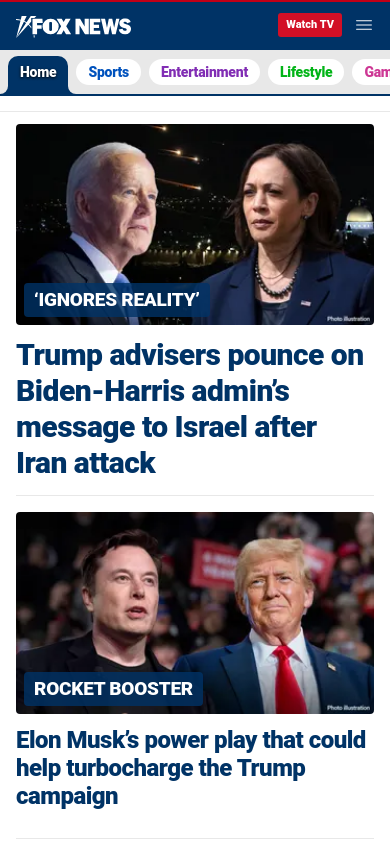 FOX NEWS
Watch TV
Home Sports Entertainment Lifestyle Gam
‘IGNORES REALITY’
Photo illustration
Trump advisers pounce on
Biden-Harris admin’s
message to Israel after
Iran attack
ROCKET BOOSTER
Photo illustration
Elon Musk’s power play that could
help turbocharge the Trump
campaign